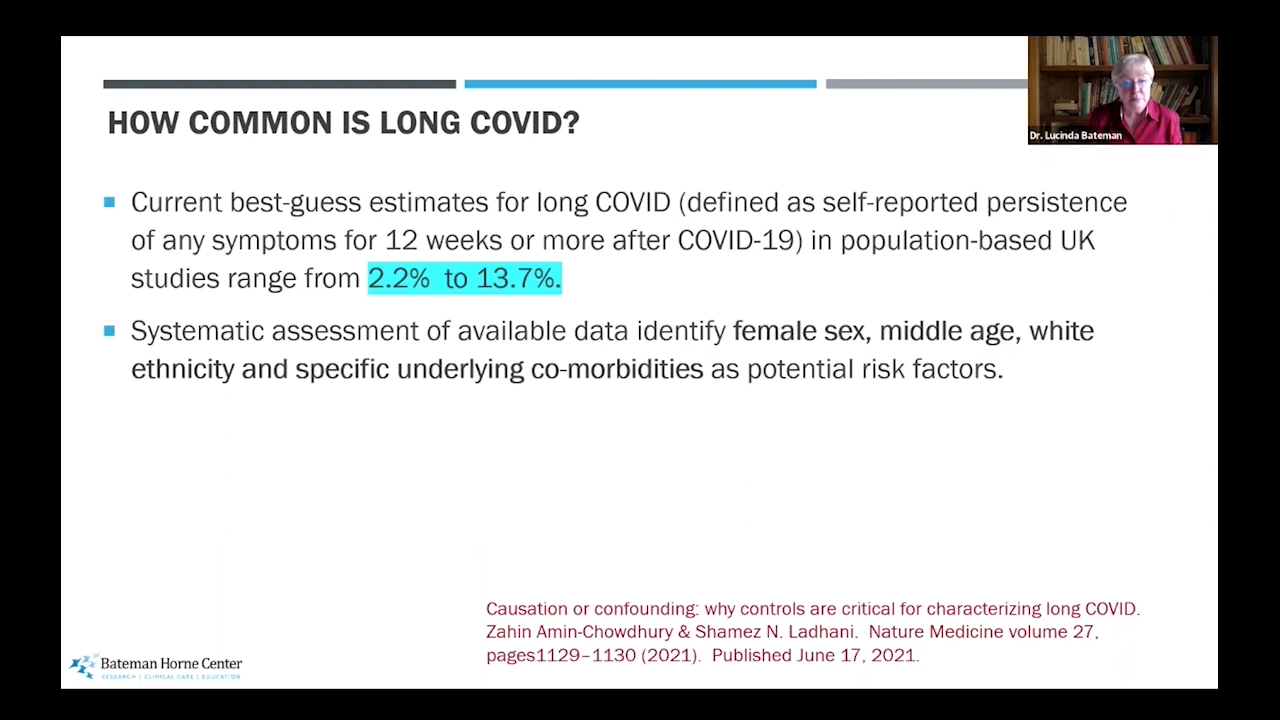 HOW COMMON IS LONG COVID?
Dr. Lucinda Bateman
Current best-guess estimates for long COVID (defined as self-reported persistence
of any symptoms for 12 weeks or more after COVID-19) in population-based UK
studies range from 2.2% to 13.7%.
Systematic assessment of available data identify female sex, middle age, white
ethnicity and specific underlying co-morbidities as potential risk factors.
Causation or confounding: why controls are critical for characterizing long COVID.
Zahin Amin-Chowdhury & Shamez N. Ladhani. Nature Medicine volume 27,
pages1129–1130 (2021). Published June 17, 2021.
Bateman Horne Center
RESEARCH | CLINICAL CARE | EDUCATION